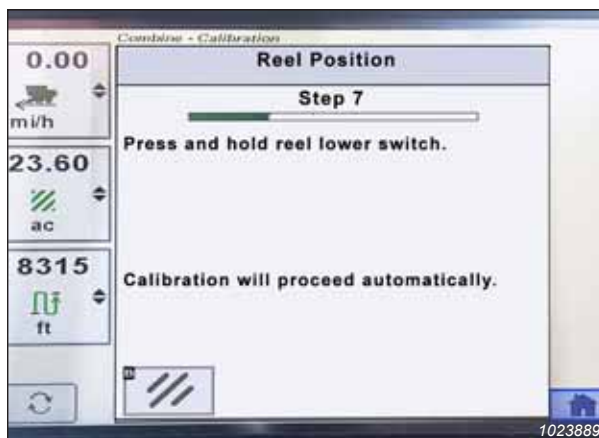 Combine - Calibration
0.00
mi/h
23.60
ac
8315
ft
Reel Position
Step 7
Press and hold reel lower switch.
Calibration will proceed automatically.
1023889